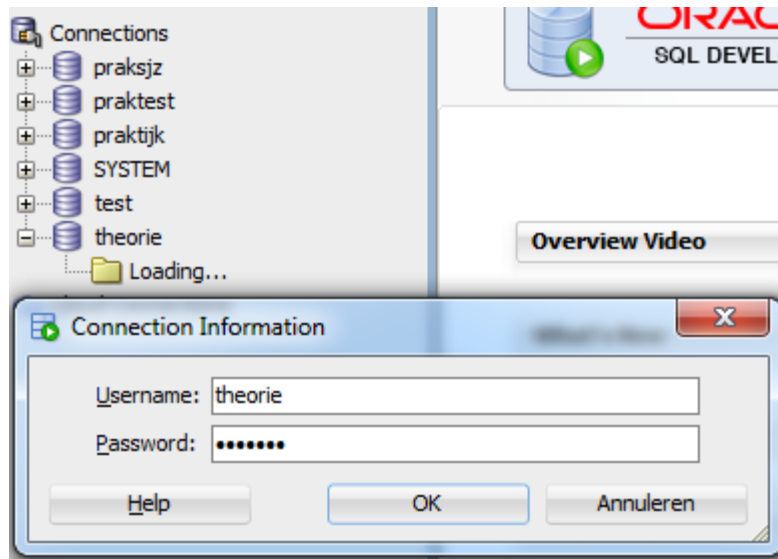 Connections
praksjz
praktest
praktijk
SYSTEM
test
theorie
Loading...
SQL DEVEL
Overview Video
Connection Information
Username: theorie
Password: •••••••
Help OK Annuleren